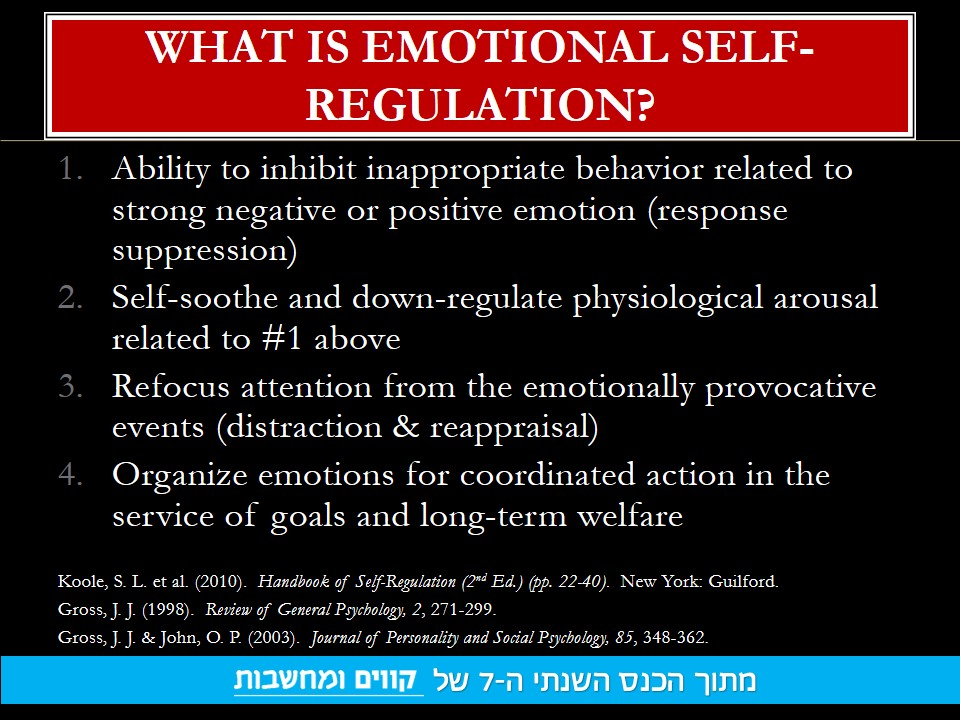 WHAT IS EMOTIONAL SELF-
REGULATION?
1. Ability to inhibit inappropriate behavior related to
strong negative or positive emotion (response
suppression)
2. Self-soothe and down-regulate physiological arousal
related to #1 above
3. Refocus attention from the emotionally provocative
events (distraction & reappraisal)
4. Organize emotions for coordinated action in the
service of goals and long-term welfare
Koole, S. L. et al. (2010). Handbook of Self-Regulation (2nd Ed.) (pp. 22-40). New York: Guilford.
Gross, J. J. (1998). Review of General Psychology, 2, 271-299.
Gross, J. J. & John, O. P. (2003). Journal of Personality and Social Psychology, 85, 348-362.
מתוך הכנס השנתי ה-7 של קווים ומחשבות